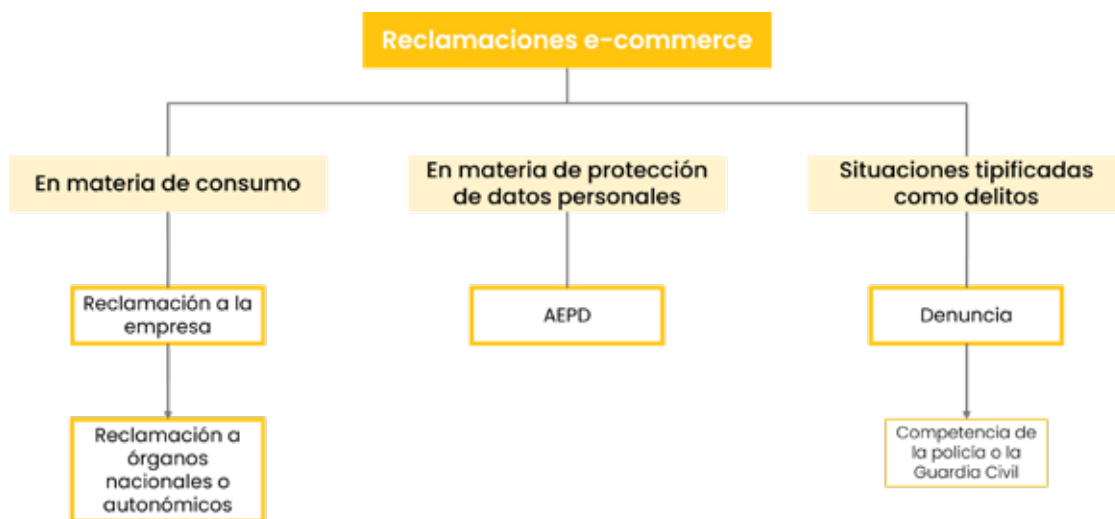 Reclamaciones e-commerce
En materia de consumo
En materia de protección
de datos personales
Situaciones tipificadas
como delitos
Reclamación a la
empresa
AEPD
Denuncia
Reclamación a
órganos
nacionales o
autonómicos
Competencia de
la policía o la
Guardia Civil